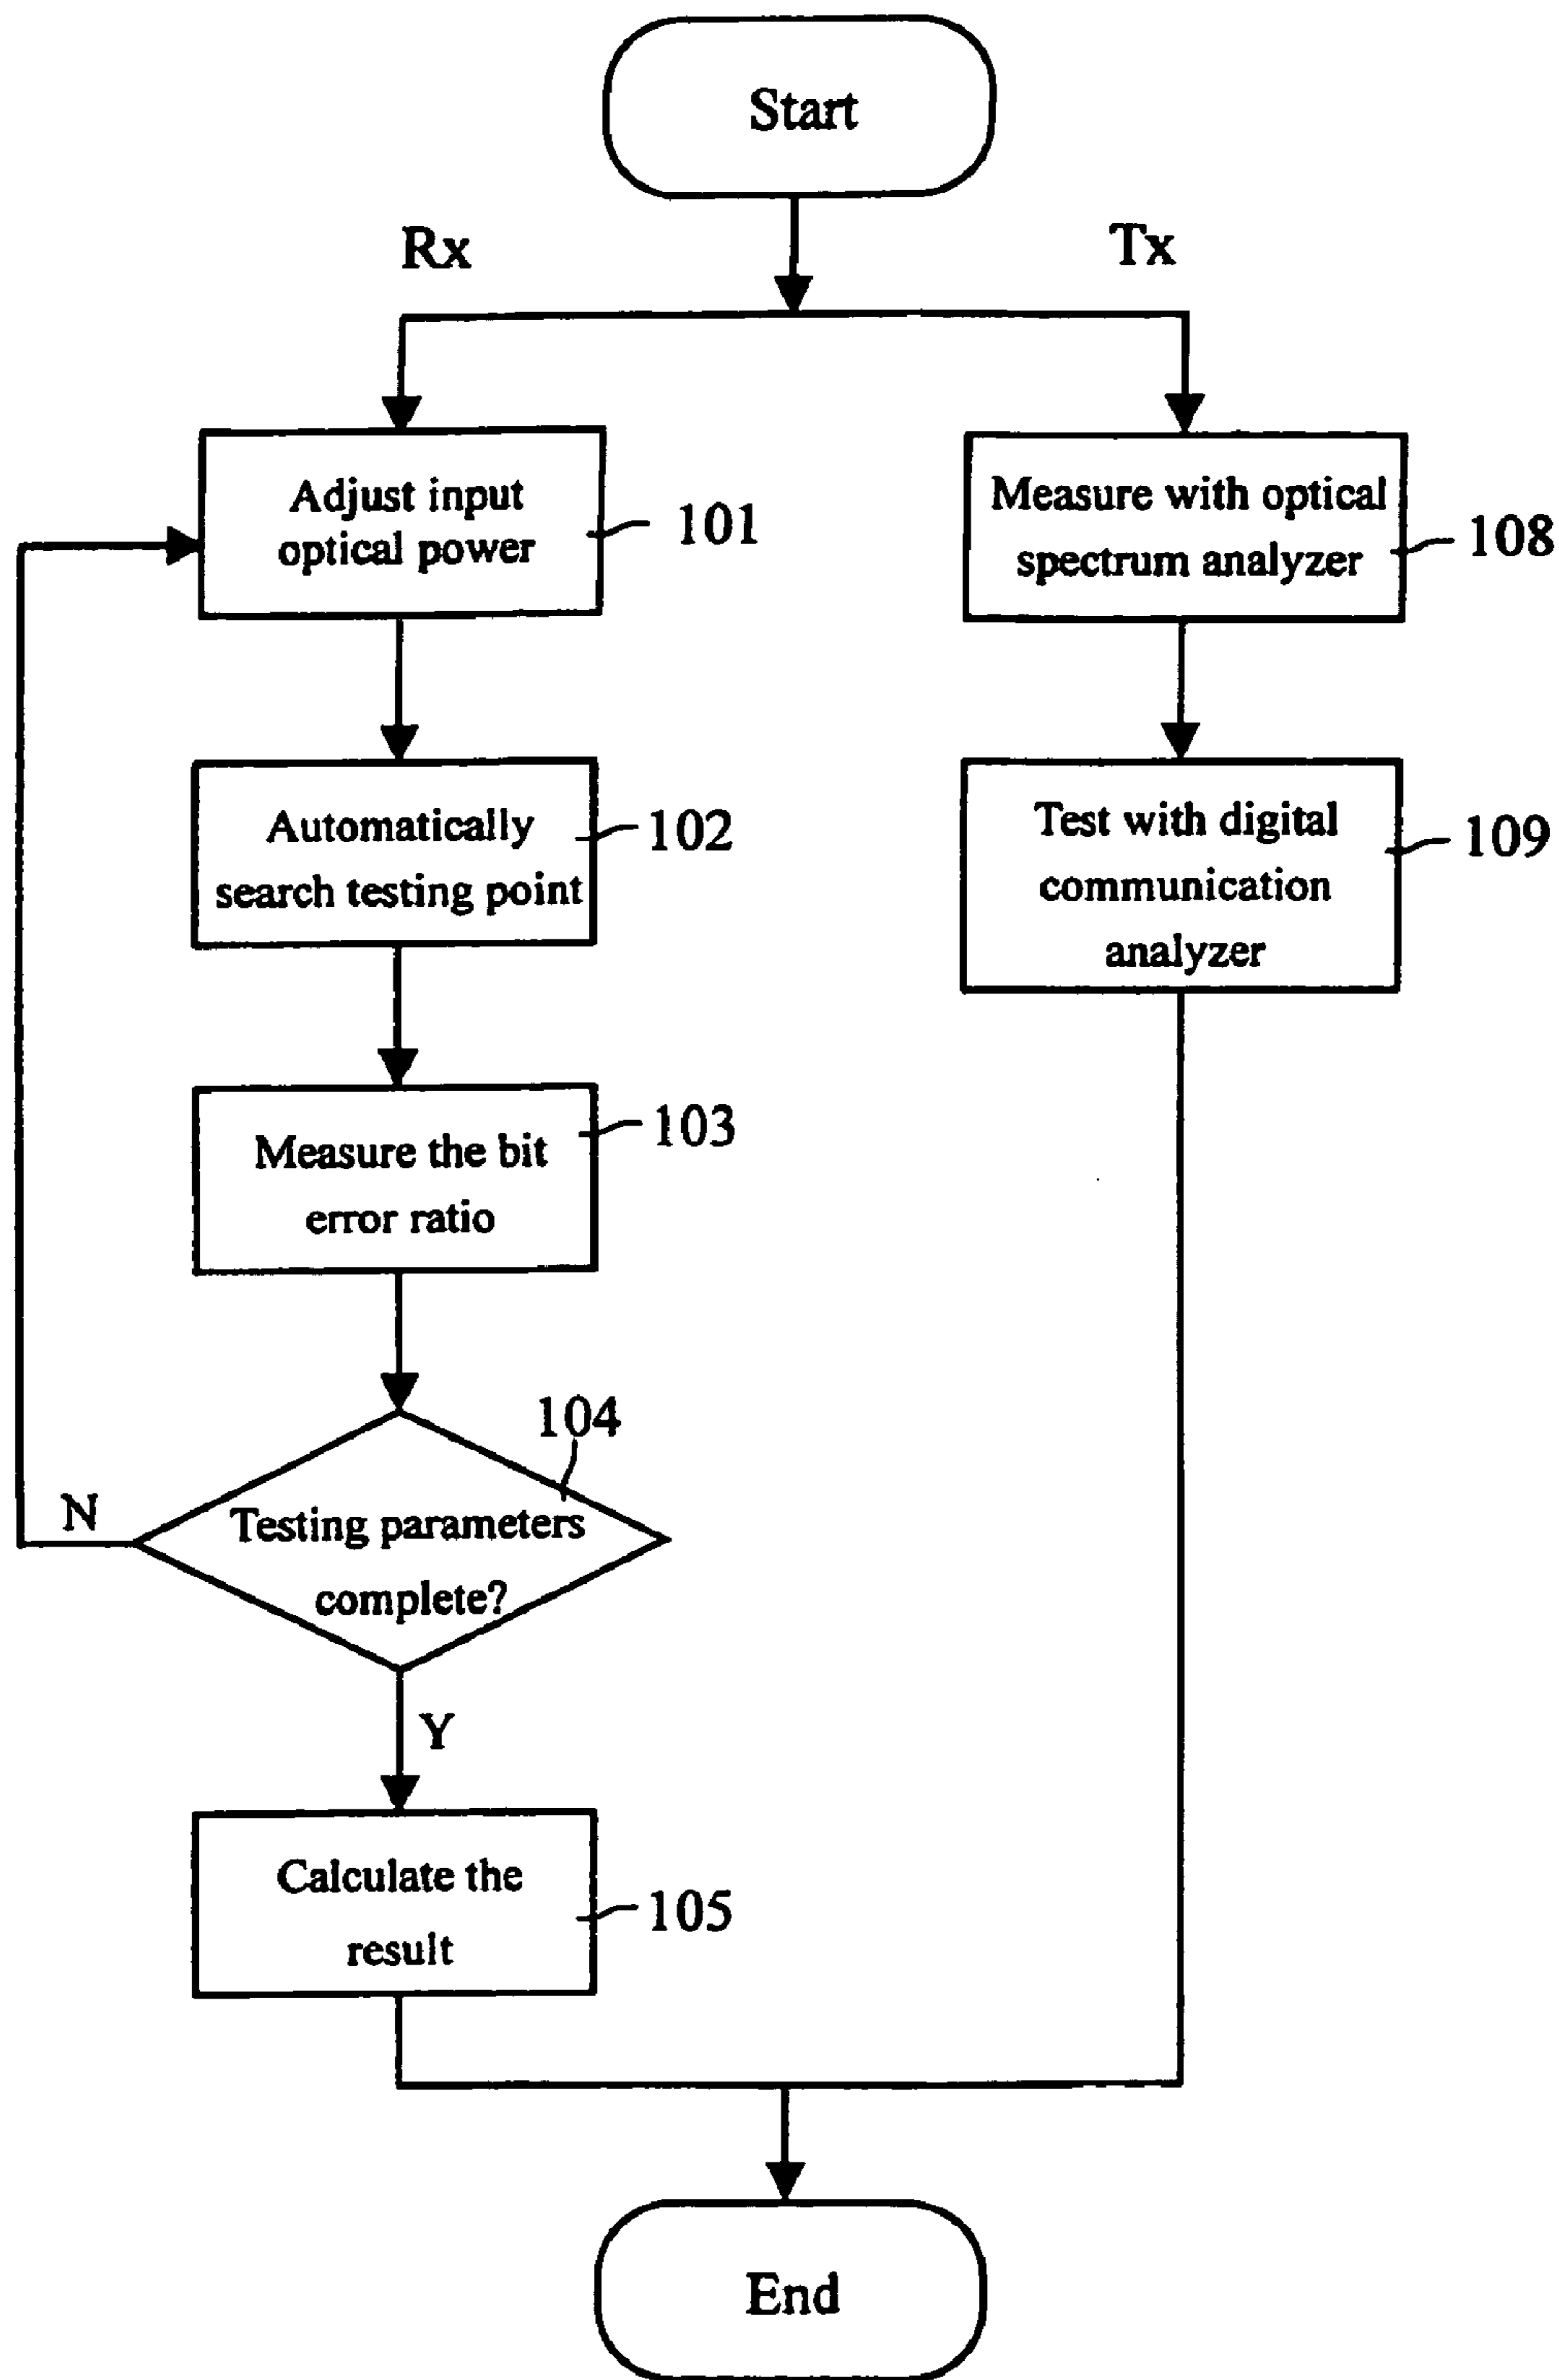 Start
Rx
Tx
Adjust input
optical power
101
Measure with optical
spectrum analyzer
108
Automatically
search testing point
102
Test with digital
communication
analyzer
109
Measure the bit
error ratio
103
104
Testing parameters
complete?
N
Y
Calculate the
result
105
End